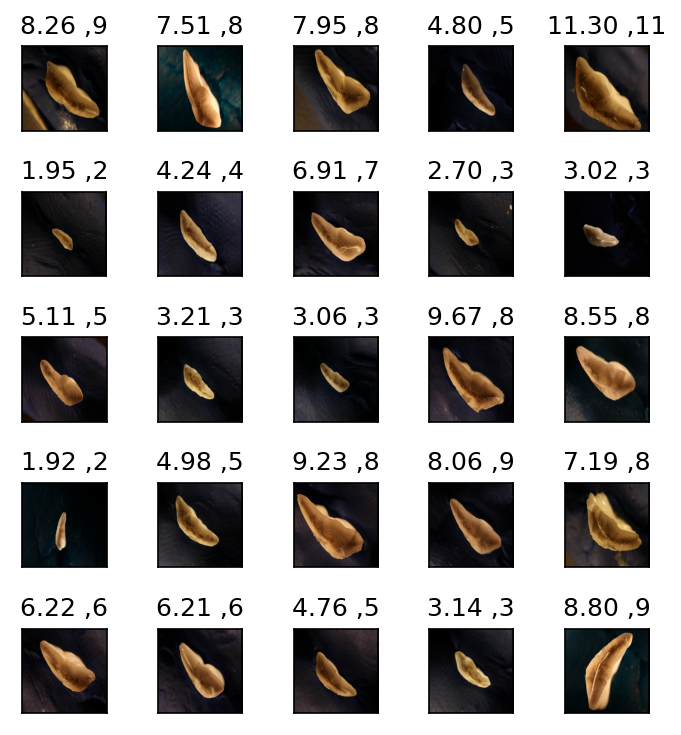 8.26 ,9 7.51 ,8 7.95 ,8 4.80 ,5 11.30 ,11
1.95 ,2 4.24 ,4 6.91 ,7 2.70 ,3 3.02 ,3
5.11 ,5 3.21 ,3 3.06 ,3 9.67 ,8 8.55 ,8
1.92 ,2 4.98 ,5 9.23 ,8 8.06 ,9 7.19 ,8
6.22 ,6 6.21 ,6 4.76 ,5 3.14 ,3 8.80 ,9